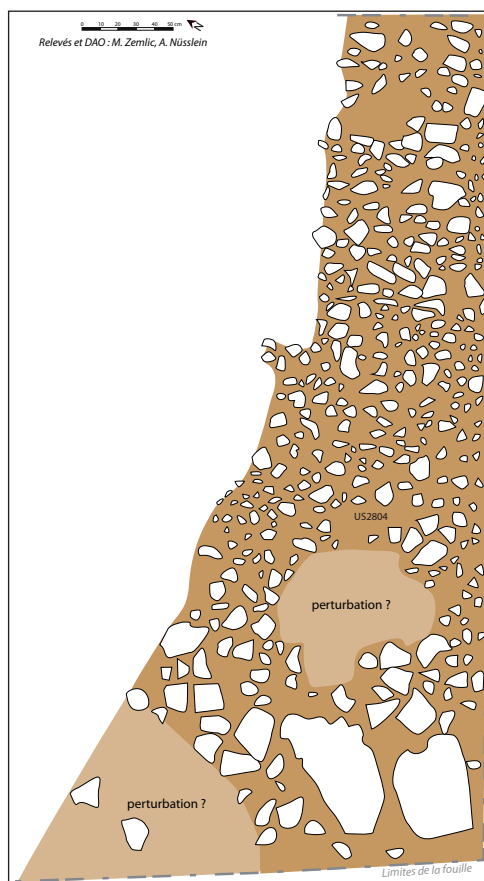 0 10 20 30 40 50 cm
Relevés et DAO : M. Zemlic, A. Nüsslein
US2804
perturbation ?
perturbation ?
Limites de la fouille